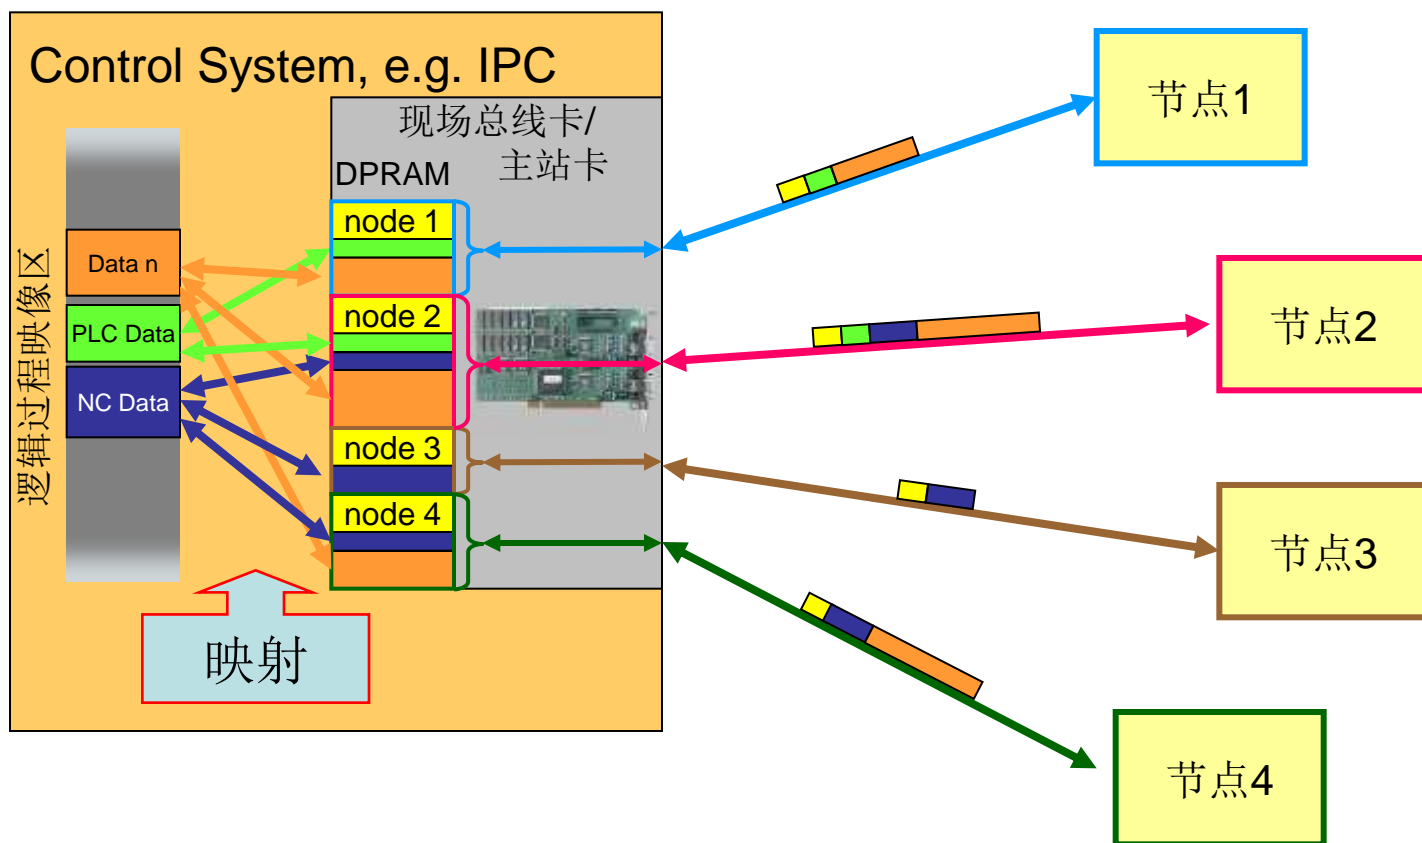 Control System, e.g. IPC
现场总线卡/
主站卡
DPRAM
逻辑过程映像区
Data n
PLC Data
NC Data
node 1
node 2
node 3
node 4
映射
节点1
节点2
节点3
节点4